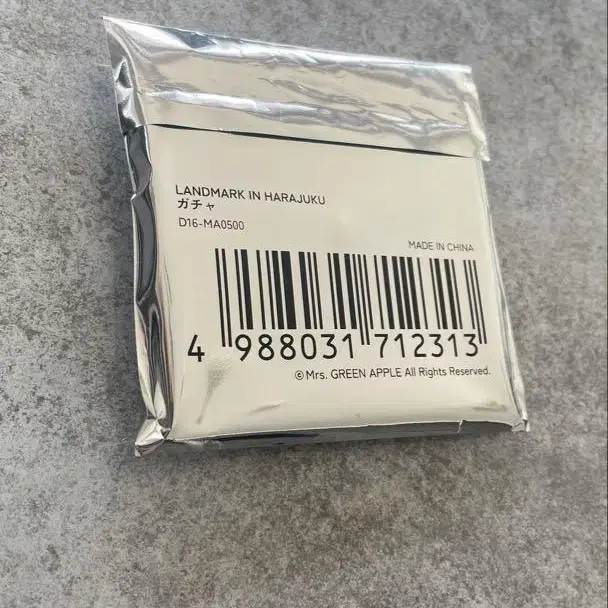 LANDMARK IN HARAJUKU
ガチャ
D16-MA0500
MADE IN CHINA
4 988031 712313
©Mrs. GREEN APPLE All Rights Reserved.